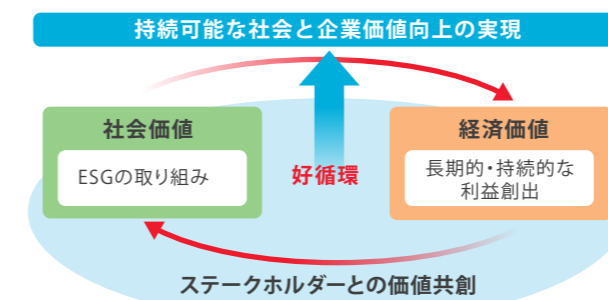 持続可能な社会と企業価値向上の実現
社会価値
ESGの取り組み
好循環
経済価値
長期的・持続的な
利益創出
ステークホルダーとの価値共創